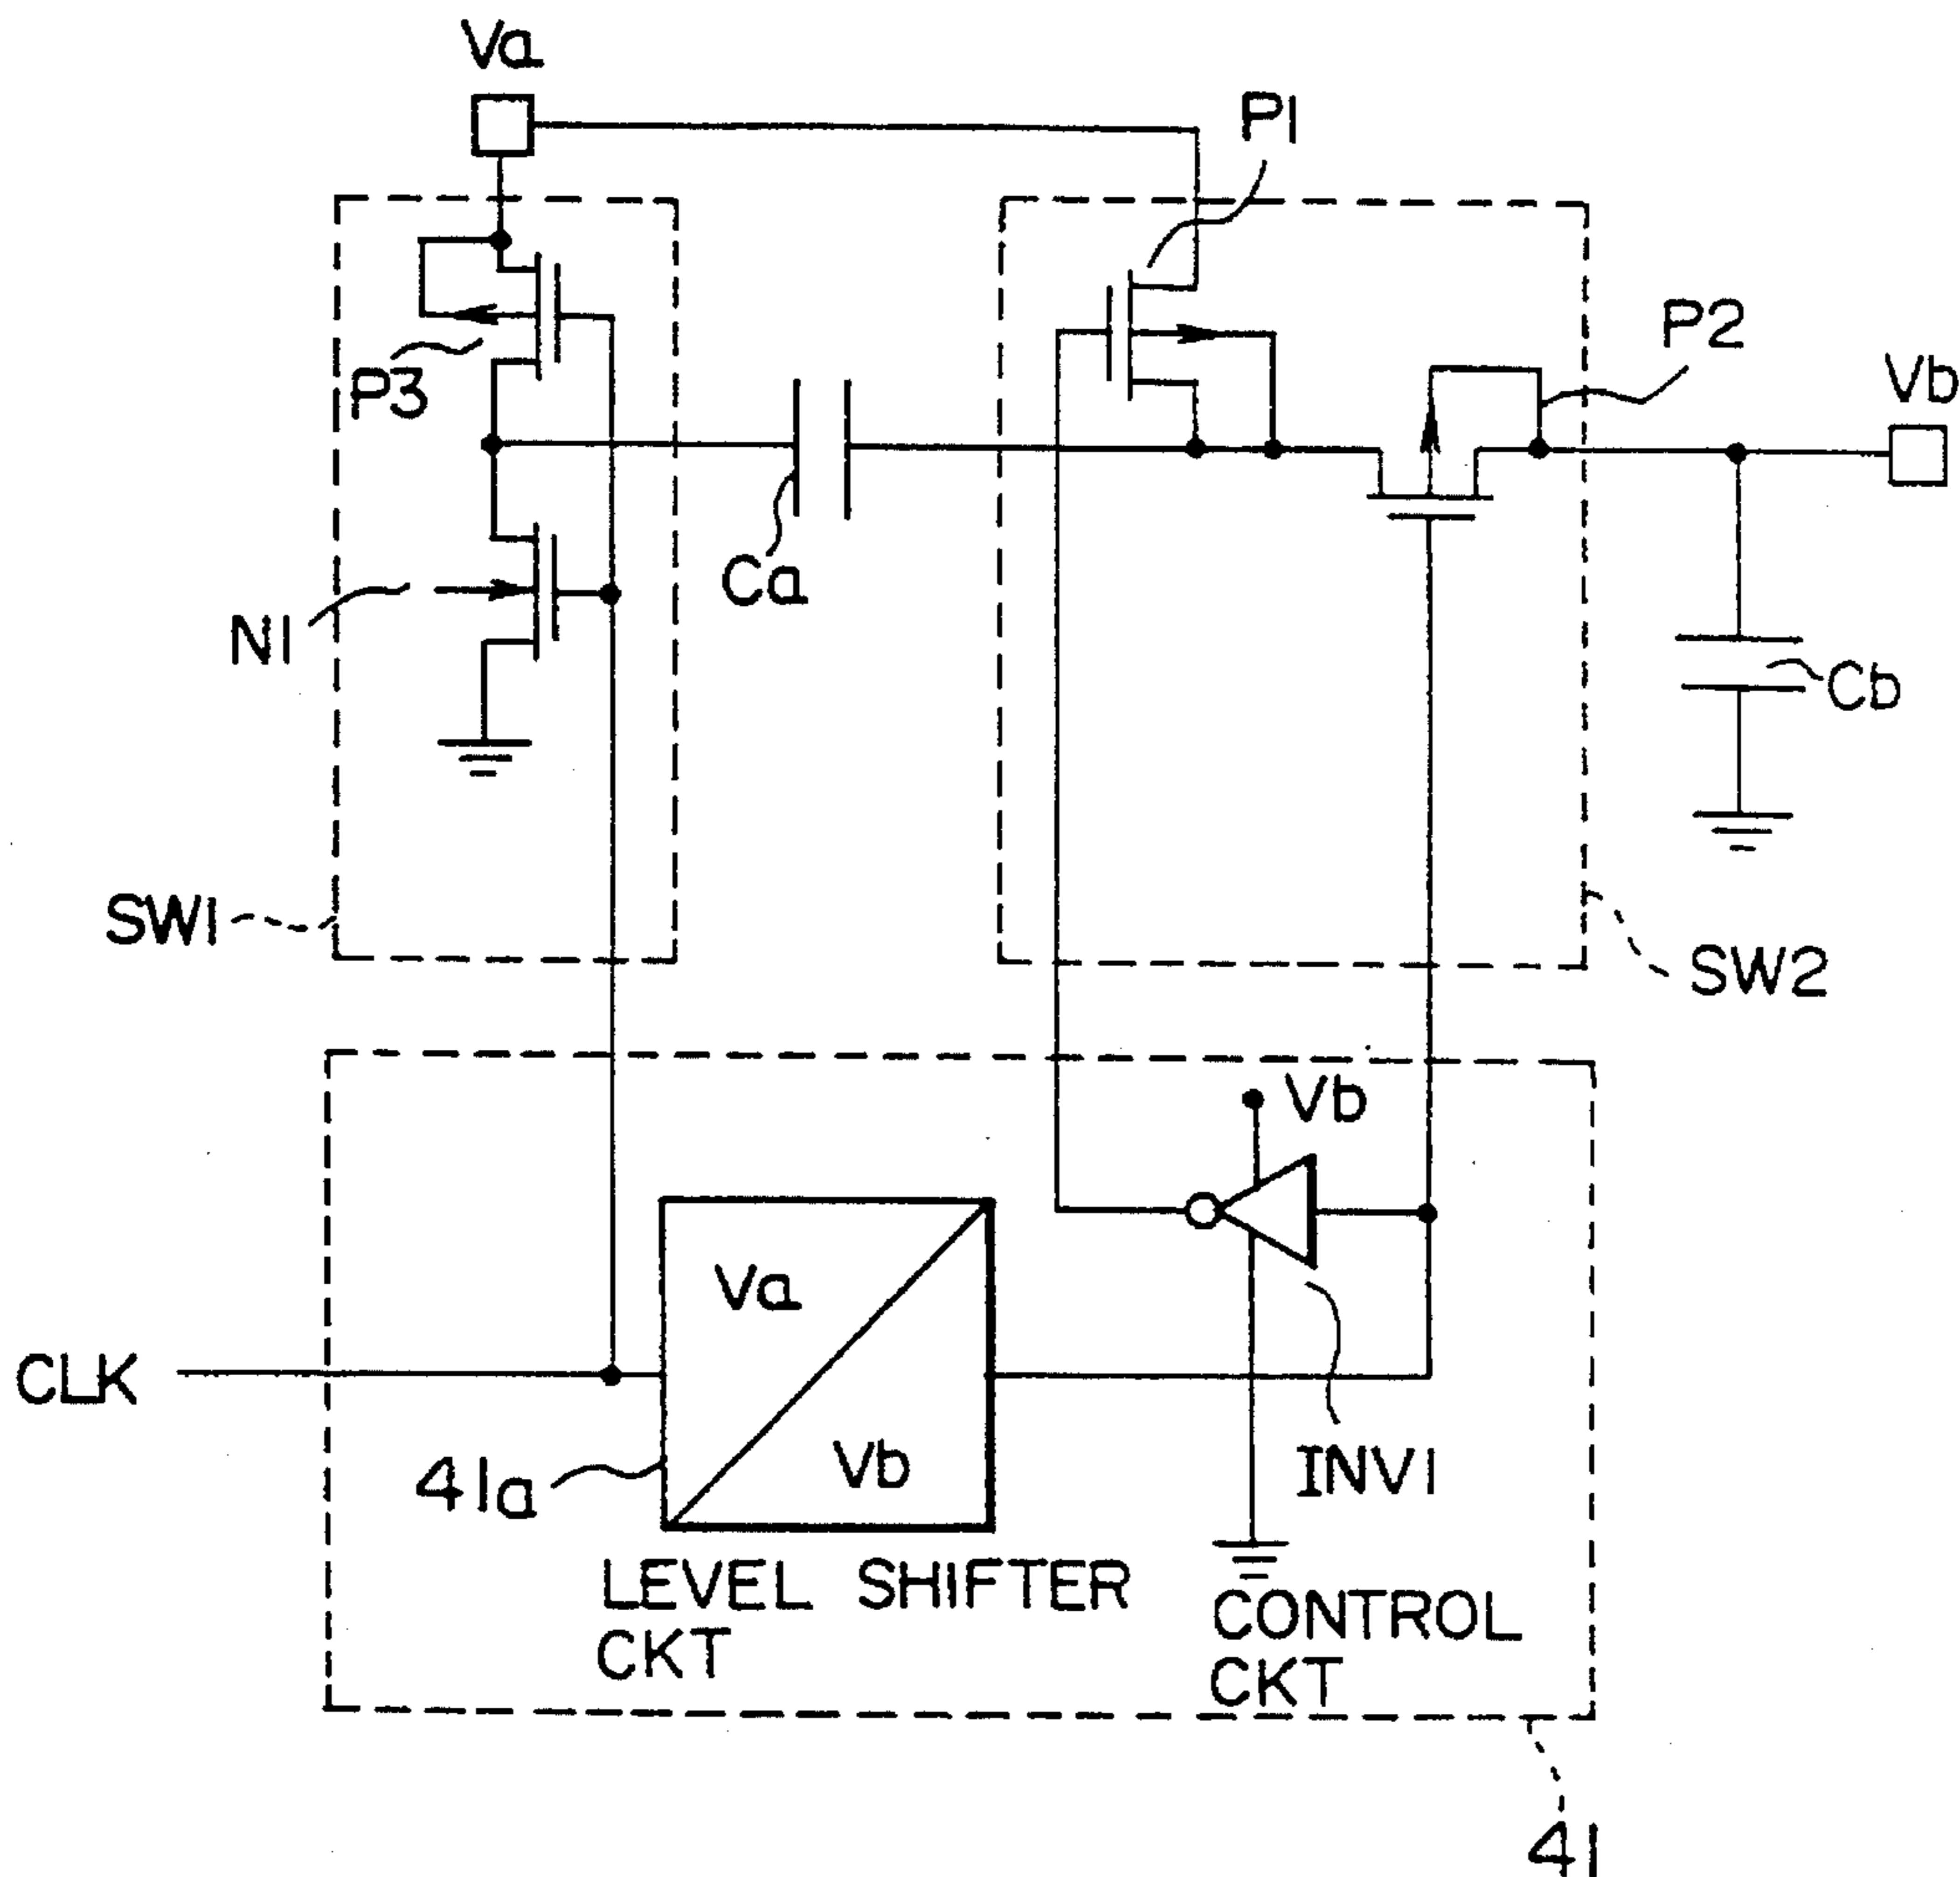 Va
P1
P2
Vb
P3
Ca
N1
Cb
SW1
SW2
Vb
Va
CLK
Vb
41a
INV1
LEVEL SHIFTER
CKT
CONTROL
CKT
41